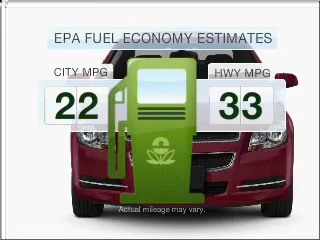 EPA FUEL ECONOMY ESTIMATES
CITY MPG
HWY MPG
22
33
Actual mileage may vary.